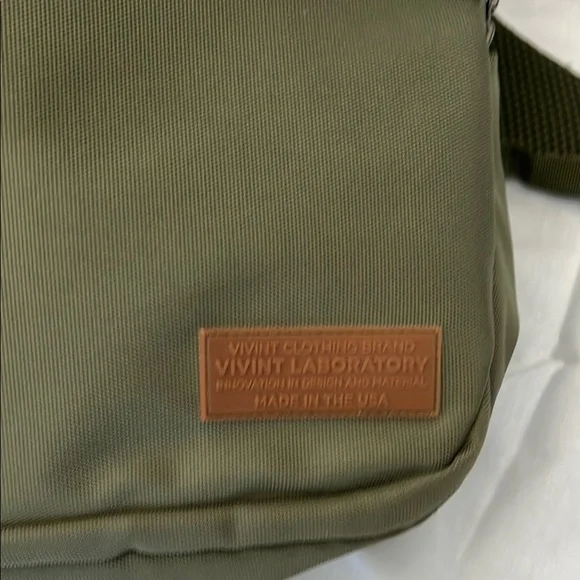 VIVINT CLOTHING BRAND
VIVINT LABORATORY
INNOVATION IN DESIGN AND MATERIAL
MADE IN THE USA